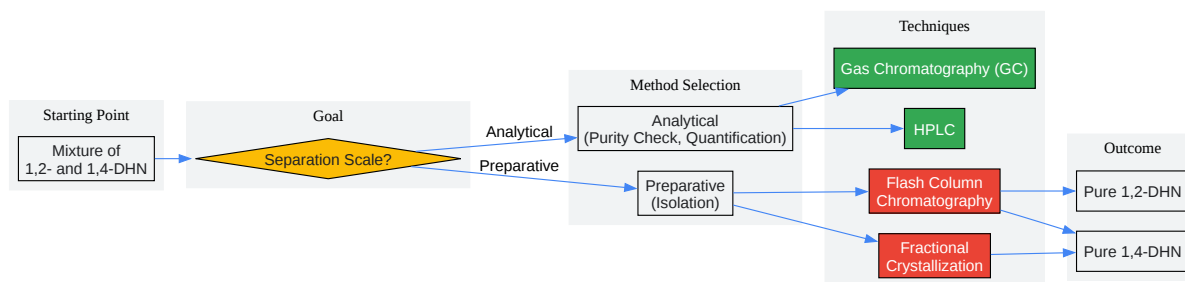 Starting Point
Mixture of
1,2- and 1,4-DHN
Goal
Separation Scale?
Analytical
Preparative
Method Selection
Analytical
(Purity Check, Quantification)
Preparative
(Isolation)
Techniques
Gas Chromatography (GC)
HPLC
Flash Column
Chromatography
Fractional
Crystallization
Outcome
Pure 1,2-DHN
Pure 1,4-DHN